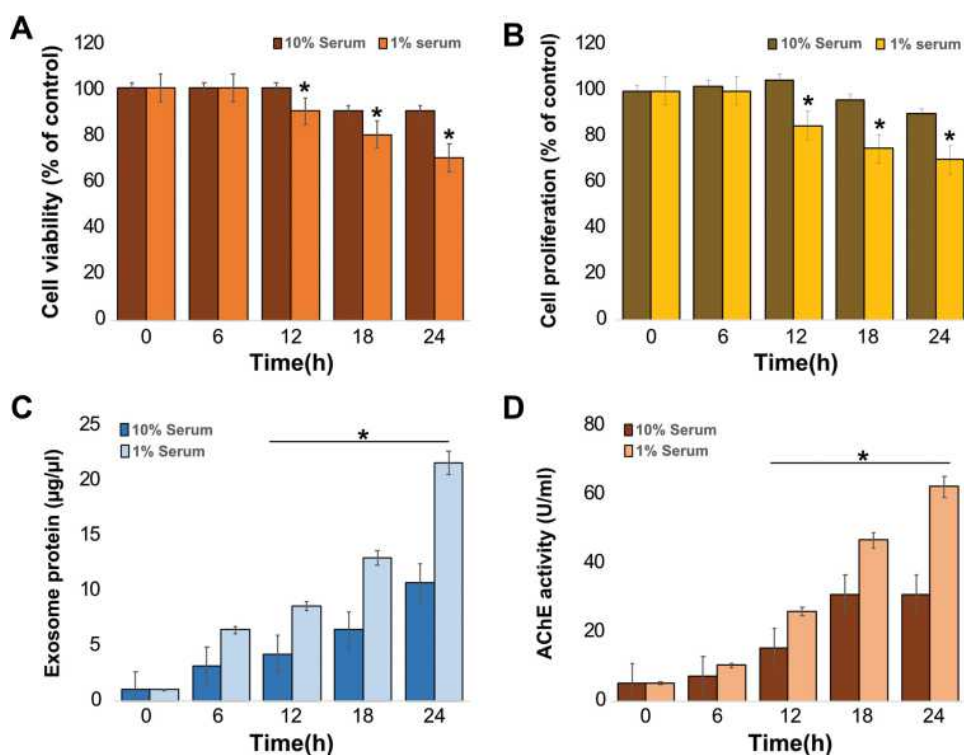 A
Cell viability (% of control)
10% Serum 1% serum
120
100
80
60
40
20
0
* * *
0 6 12 18 24
Time(h)
B
Cell proliferation (% of control)
10% Serum 1% serum
120
100
80
60
40
20
0
* * *
0 6 12 18 24
Time(h)
C
Exosome protein (µg/µl)
10% Serum
1% Serum
25
20
15
10
5
0
*
0 6 12 18 24
Time(h)
D
AChE activity (U/ml)
10% Serum
1% Serum
80
60
40
20
0
*
0 6 12 18 24
Time(h)